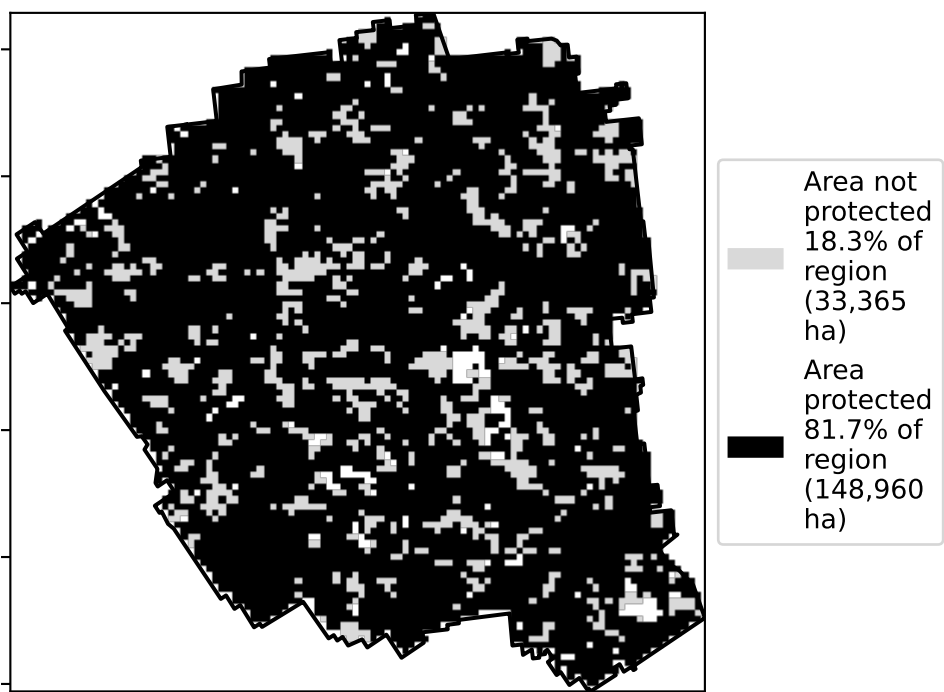 Area not
protected
18.3% of
region
(33,365
ha)
Area
protected
81.7% of
region
(148,960
ha)